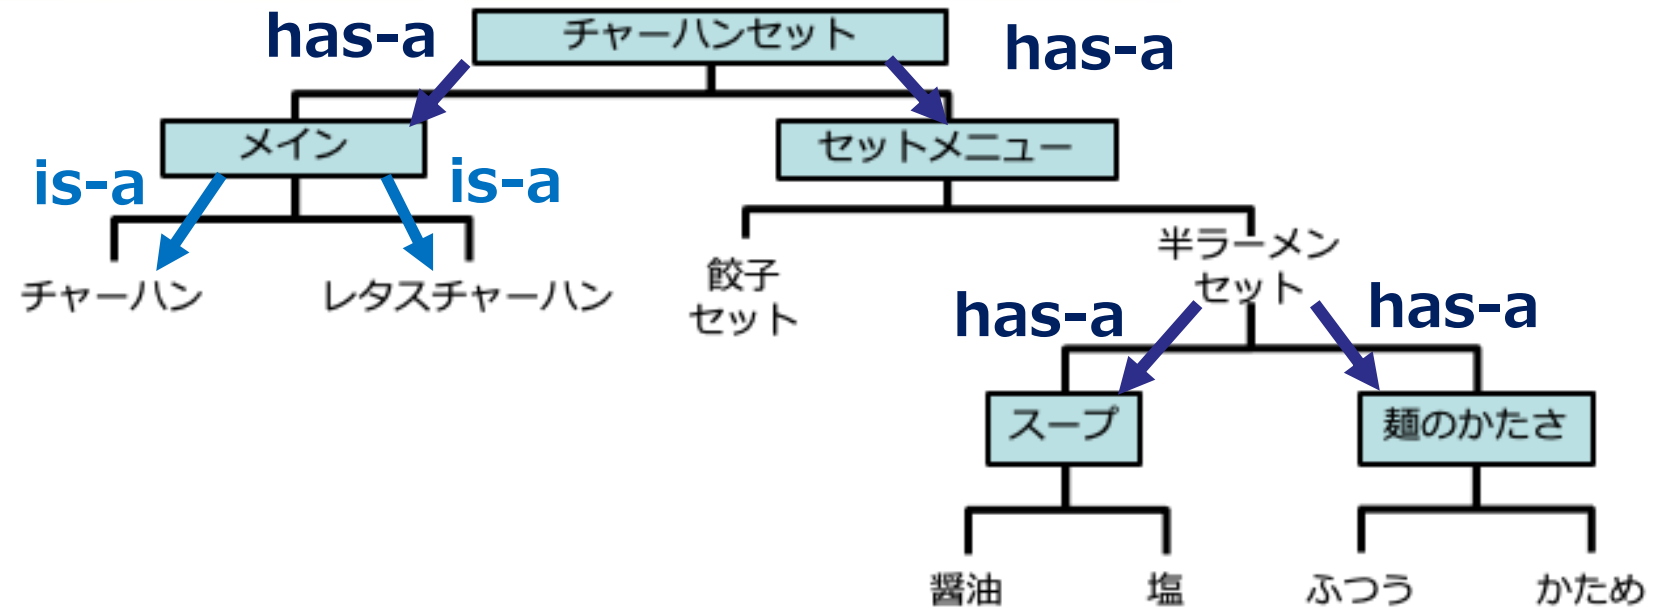 has-a
チャーハンセット
has-a
メイン
セットメニュー
is-a
is-a
チャーハン
レタスチャーハン
餃子
セット
半ラーメン
セット
has-a
has-a
スープ
麺のかたさ
醤油
塩
ふつう
かため